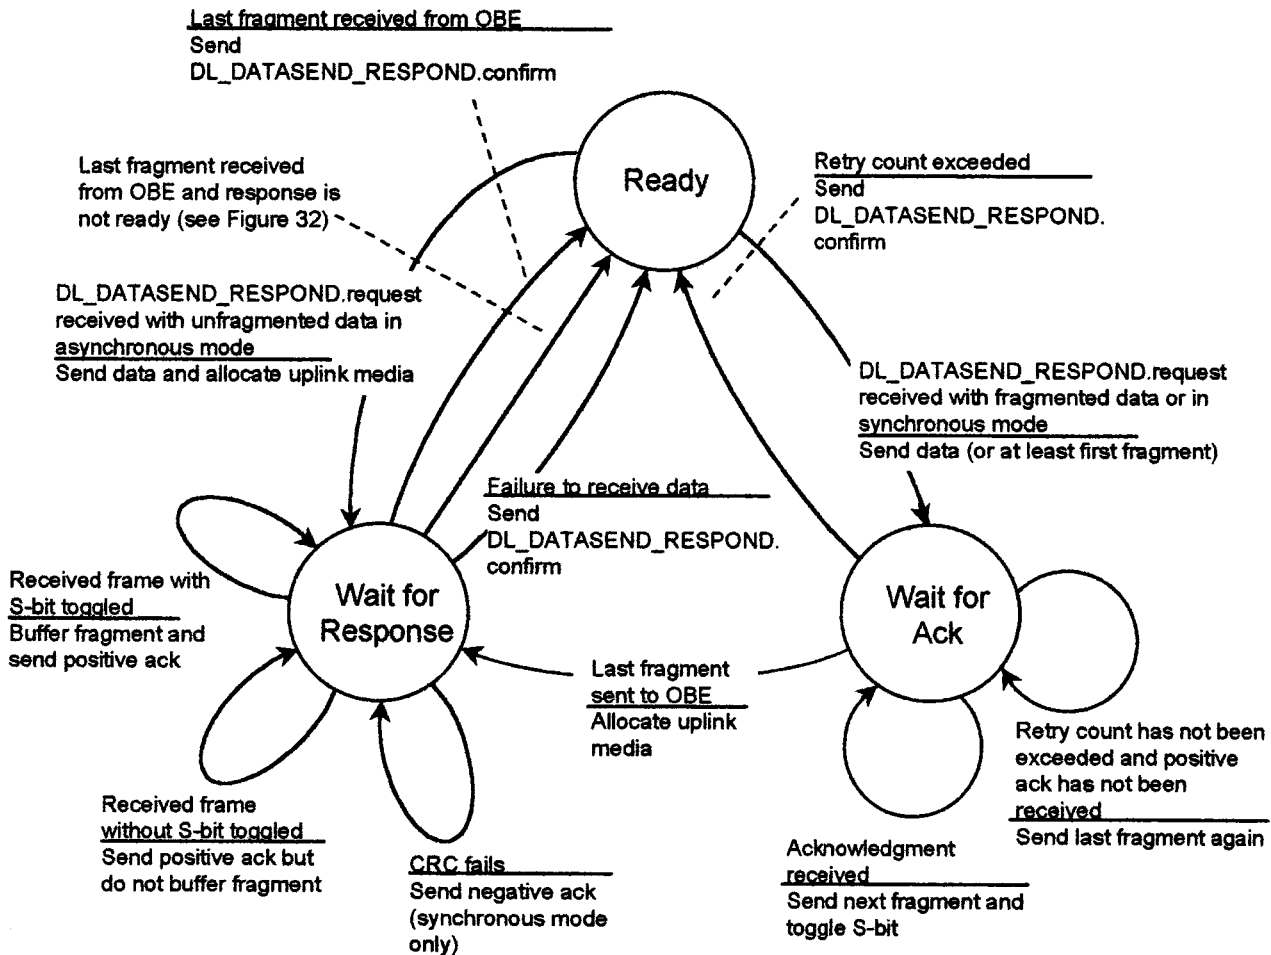 Last fragment received from OBE
Send
DL_DATASEND_RESPOND.confirm
Last fragment received
from OBE and response is
not ready (see Figure 32)
Ready
Retry count exceeded
Send
DL_DATASEND_RESPOND.
confirm
DL_DATASEND_RESPOND.request
received with unfragmented data in
asynchronous mode
Send data and allocate uplink media
DL_DATASEND_RESPOND.request
received with fragmented data or in
synchronous mode
Send data (or at least first fragment)
Failure to receive data
Send
DL_DATASEND_RESPOND.
confirm
Received frame with
S-bit toggled
Buffer fragment and
send positive ack
Wait for
Response
Wait for
Ack
Last fragment
sent to OBE
Allocate uplink
media
Received frame
without S-bit toggled
Send positive ack but
do not buffer fragment
CRC fails
Send negative ack
(synchronous mode
only)
Acknowledgment
received
Send next fragment and
toggle S-bit
Retry count has not been
exceeded and positive
ack has not been
received
Send last fragment again